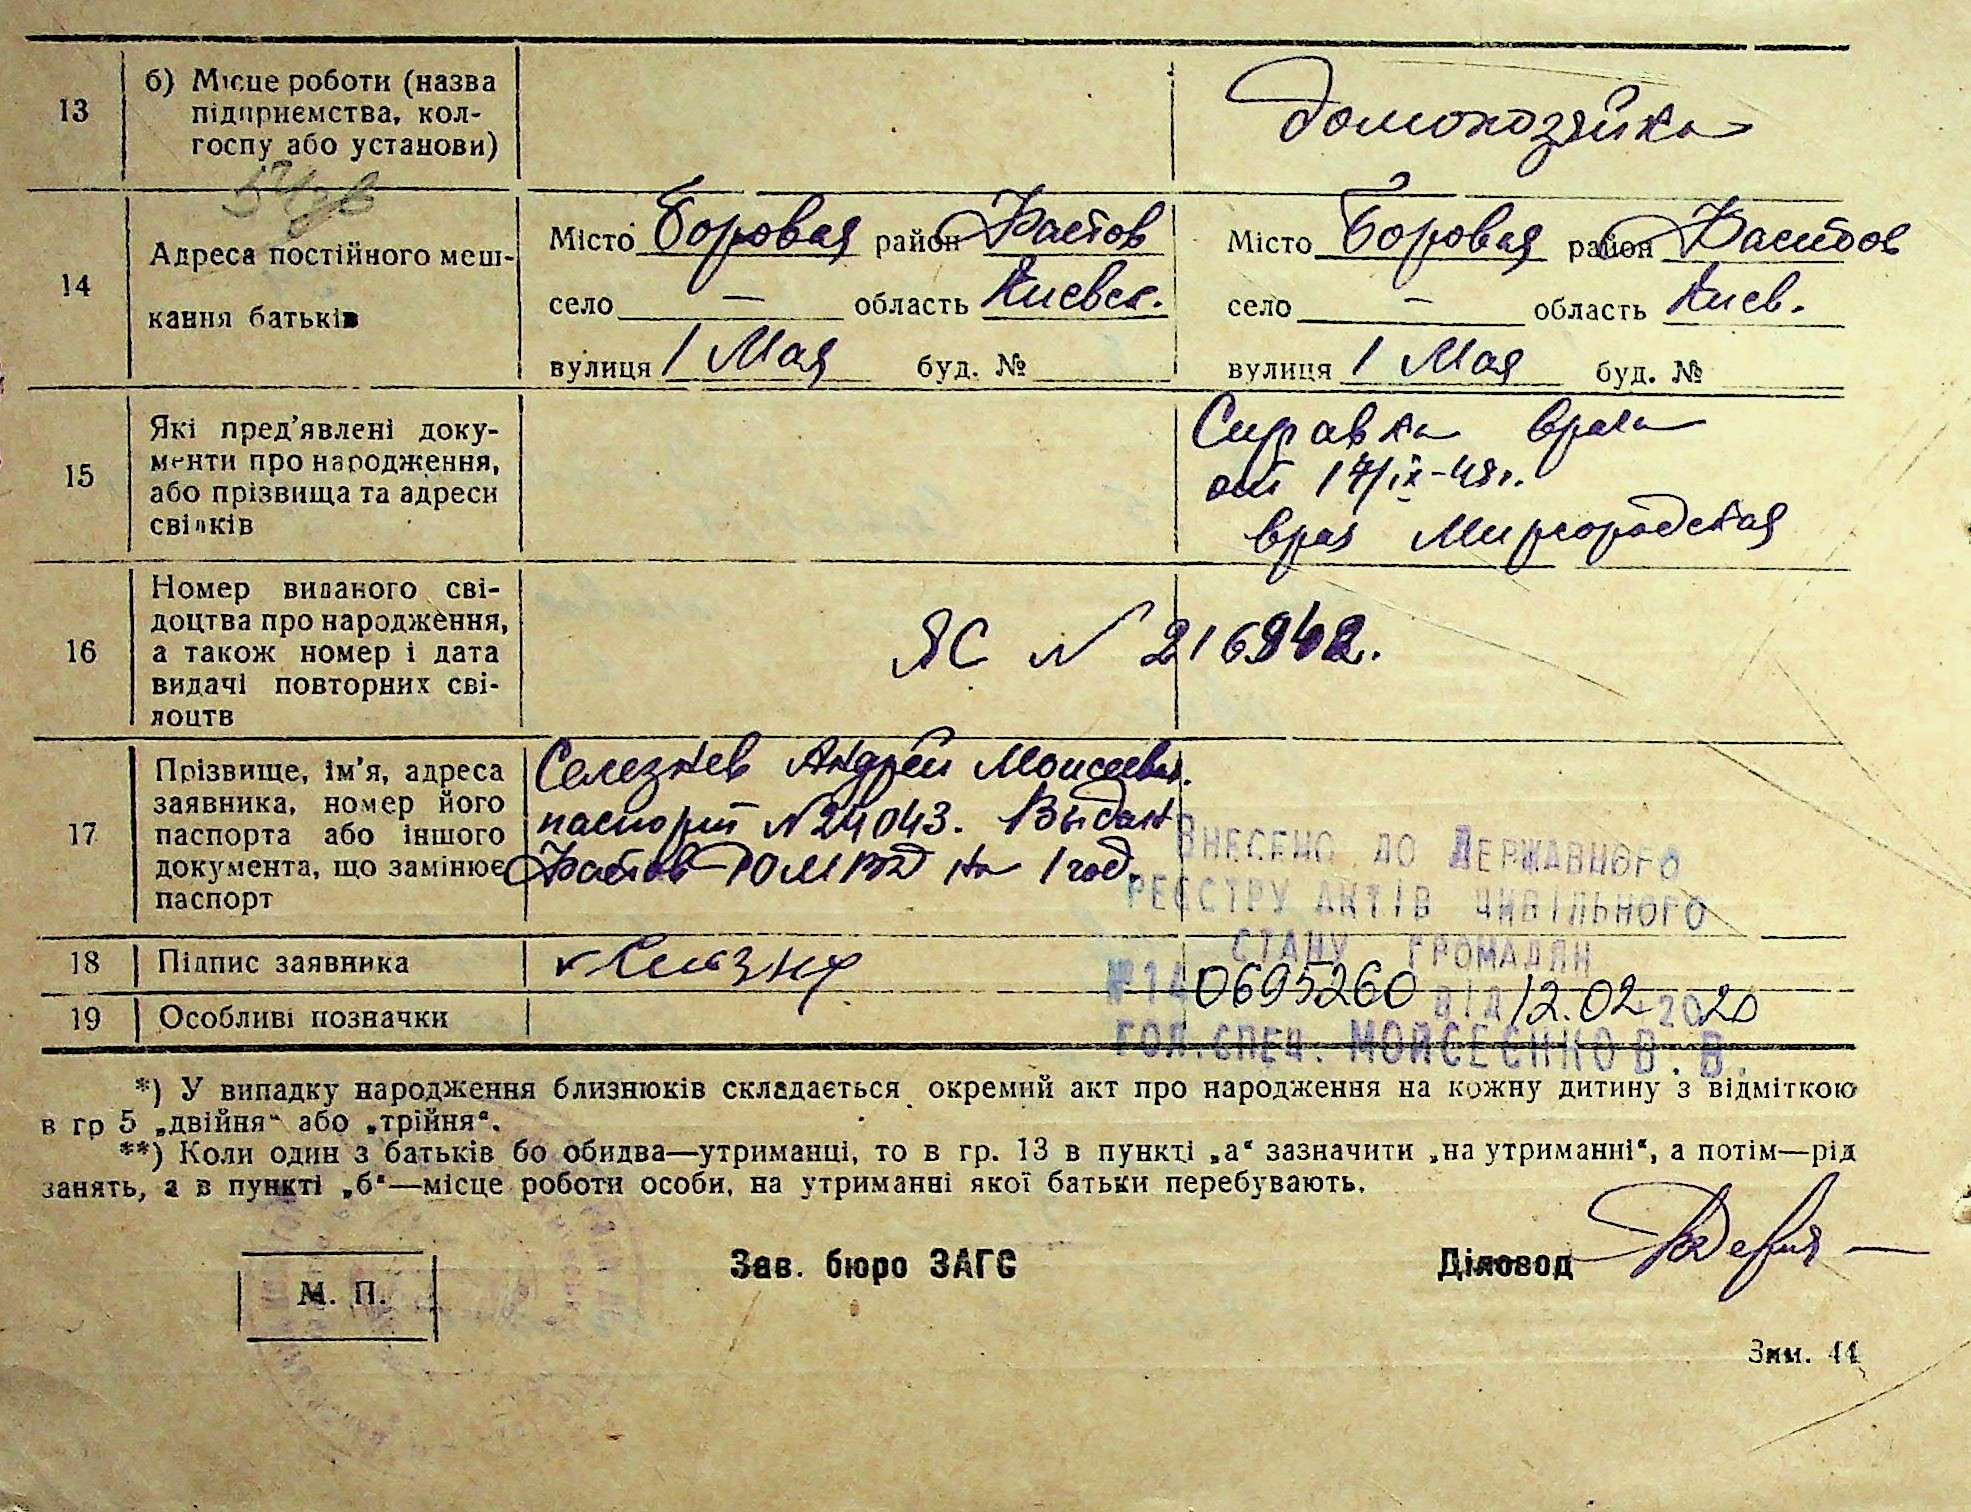 13
б) Місце роботи (назва
підприємства, кол-
госпу або установи)
домохозяйка
14
Адреса постійного меш-
кання батьків
Місто Боровая район Фастов
село — область Киевск.
вулиця 1 Мая буд. №
Місто Боровая район Фастов
село — область Киев.
вулиця 1 Мая буд. №
15
Які пред'явлені доку-
менти про народження,
або прізвища та адреси
свідків
Справка врача
от 17/IX-48г.
врач Миргородская
16
Номер виданого сві-
доцтва про народження,
а також номер і дата
видачі повторних сві-
доцтв
ЯС № 216942.
17
Прізвище, ім'я, адреса
заявника, номер його
паспорта або іншого
документа, що замінює
паспорт
Селезнев Андрей Моисеевич.
паспорт №24043. Выдан
Фастов РОМВД на 1 год.
ВНЕСЕНО ДО ДЕРЖАВНОГО
РЕЄСТРУ АКТІВ ЦИВІЛЬНОГО
СТАНУ ГРОМАДЯН
№14 0695260 ВІД 12.02 2020
ГОЛ.СПЕЦ. МОЙСЕЄНКО В.В.
18
Підпис заявника
19
Особливі позначки
*) У випадку народження близнюків складається окремий акт про народження на кожну дитину з відміткою
в гр 5 „двійня“ або „трійня“.
**) Коли один з батьків бо обидва—утриманці, то в гр. 13 в пункті „а“ зазначити „на утриманні“, а потім—рід
занять, а в пункті „б“—місце роботи особи, на утриманні якої батьки перебувають.
М. П.
Зав. бюро ЗАГС
Діловод
Зам. 44